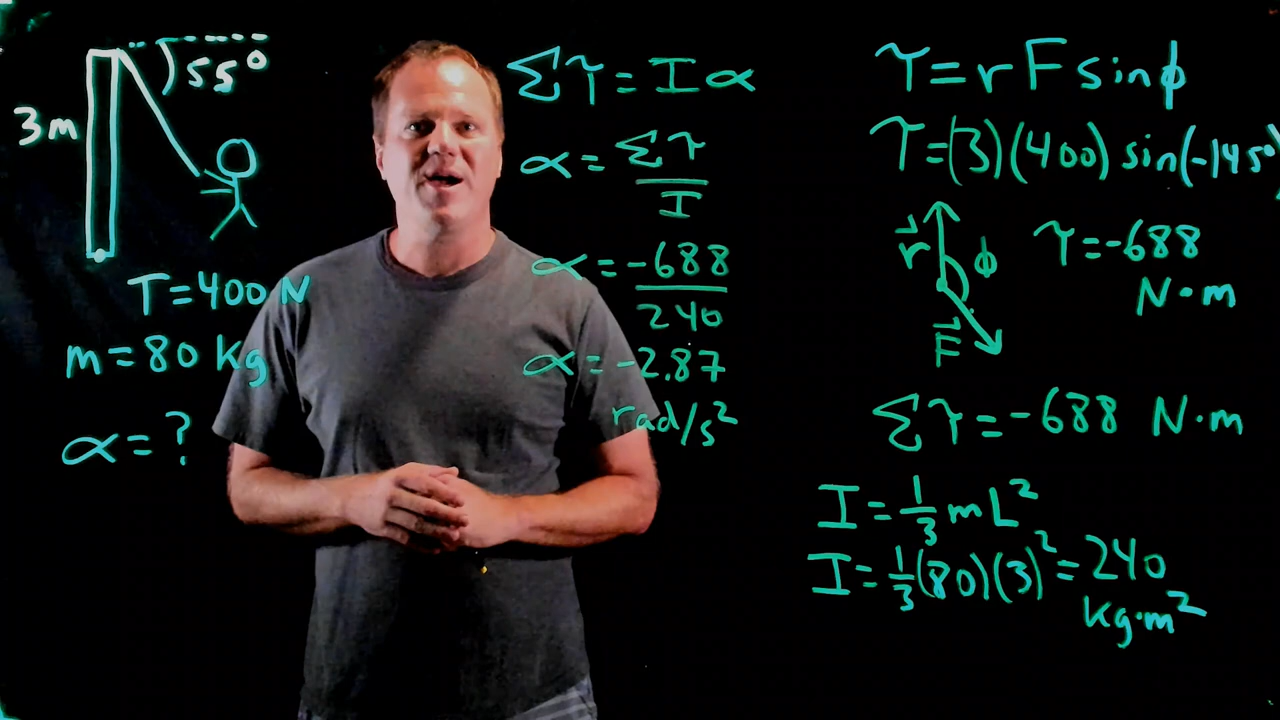 55°
3m
T=400 N
m=80 kg
α=?
Στ=Iα
α=Στ/I
α=-688/240
α=-2.87
rad/s²
τ=rFsinϕ
τ=(3)(400)sin(-145°)
r⃗
ϕ
F⃗
τ=-688
N·m
Στ=-688 N·m
I=1/3mL²
I=1/3(80)(3)²=240
kg·m²